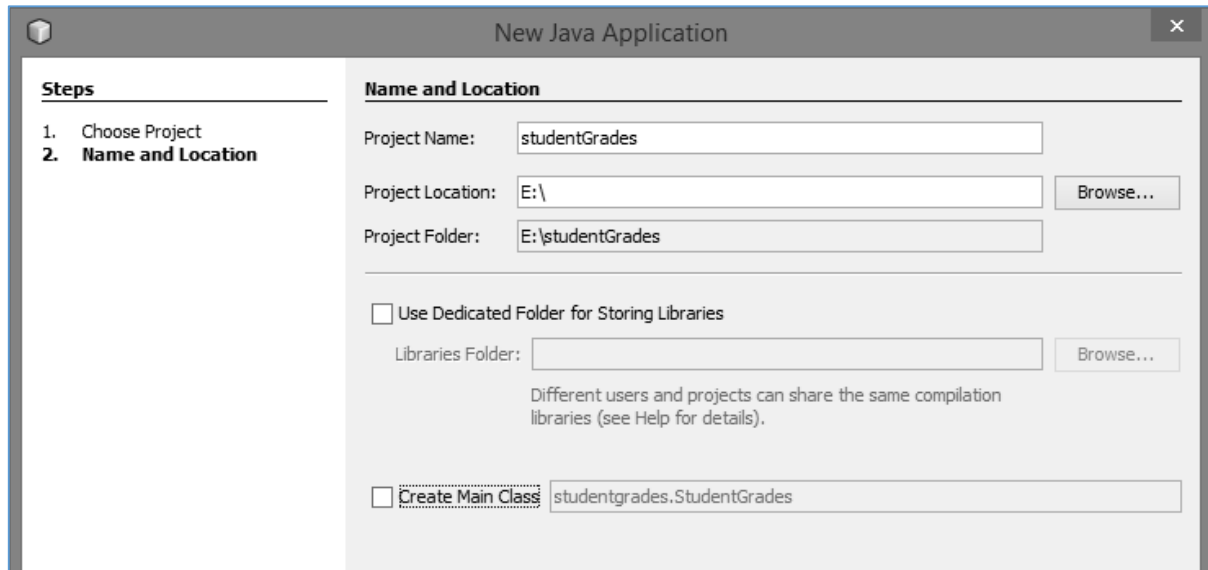 New Java Application
×
Steps
1. Choose Project
2. Name and Location
Name and Location
Project Name: studentGrades
Project Location: E:\ Browse...
Project Folder: E:\studentGrades
Use Dedicated Folder for Storing Libraries
Libraries Folder: Browse...
Different users and projects can share the same compilation
libraries (see Help for details).
Create Main Class studentgrades.StudentGrades